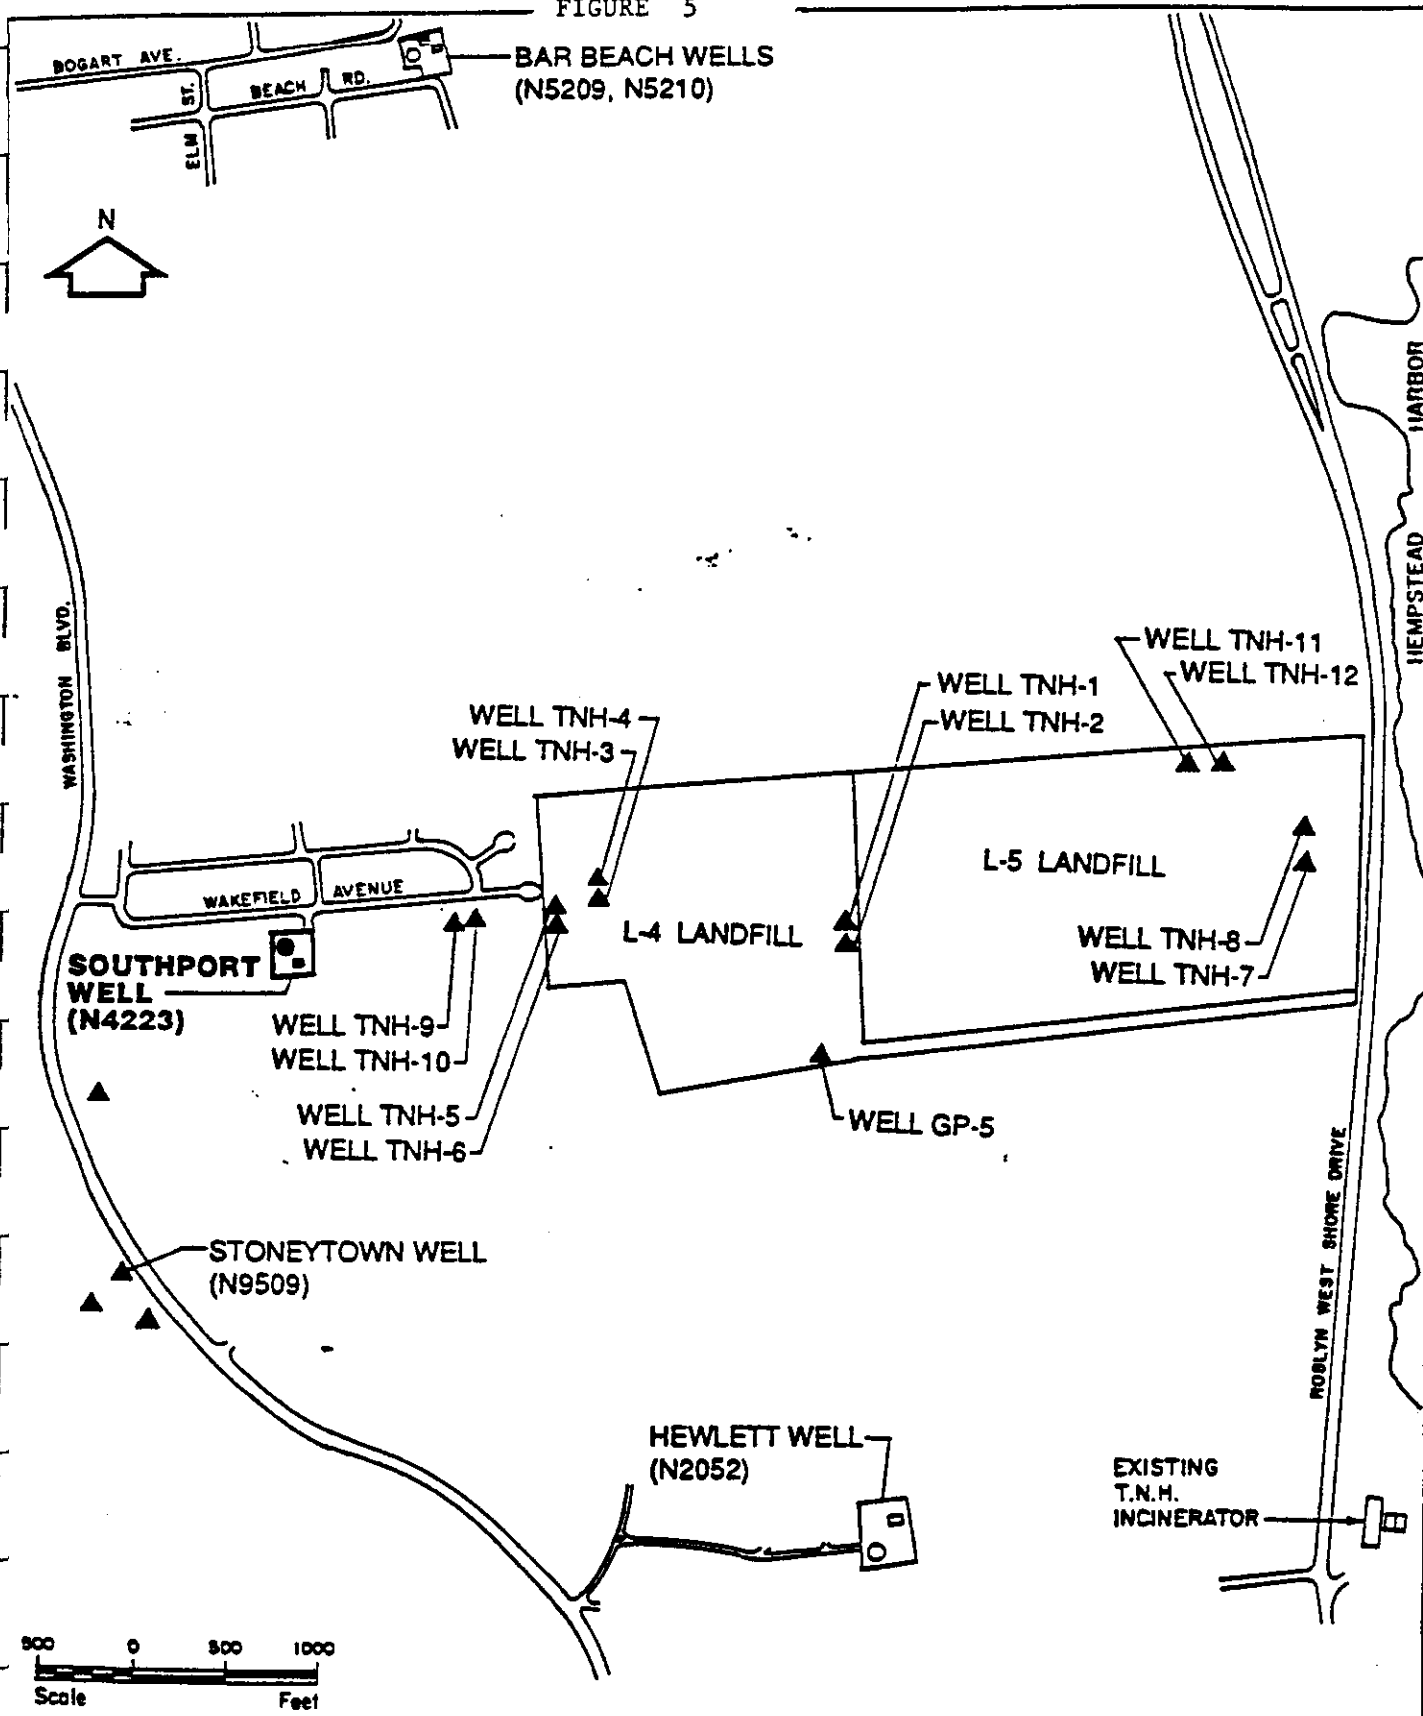 FIGURE 5
BOGART AVE.
BEACH RD.
ELM ST.
BAR BEACH WELLS
(N5209, N5210)
N
HEMPSTEAD HARBOR
WASHINGTON BLVD.
WELL TNH-11
WELL TNH-12
WELL TNH-1
WELL TNH-2
WELL TNH-4
WELL TNH-3
L-5 LANDFILL
WAKEFIELD AVENUE
L-4 LANDFILL
WELL TNH-8
WELL TNH-7
SOUTHPORT
WELL
(N4223)
WELL TNH-9
WELL TNH-10
WELL TNH-5
WELL TNH-6
WELL GP-5
ROSLYN WEST SHORE DRIVE
STONEYTOWN WELL
(N9509)
HEWLETT WELL
(N2052)
EXISTING
T.N.H.
INCINERATOR
500 0 500 1000
Scale Feet